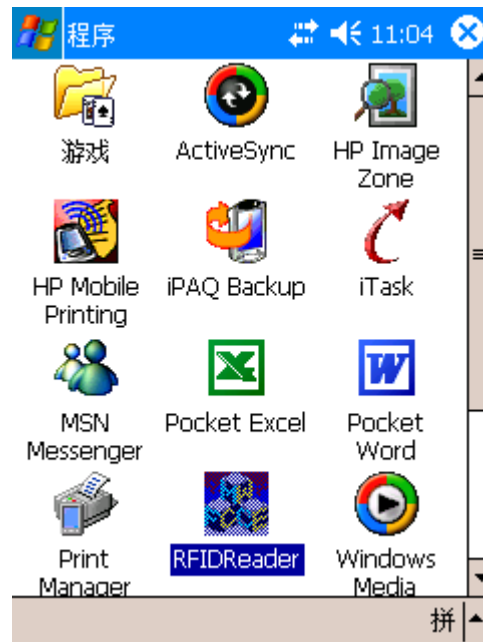 程序 11:04
游戏 ActiveSync HP Image
Zone
HP Mobile iPAQ Backup iTask
Printing
MSN Pocket Excel Pocket
Messenger Word
Print RFIDReader Windows
Manager Media
拼